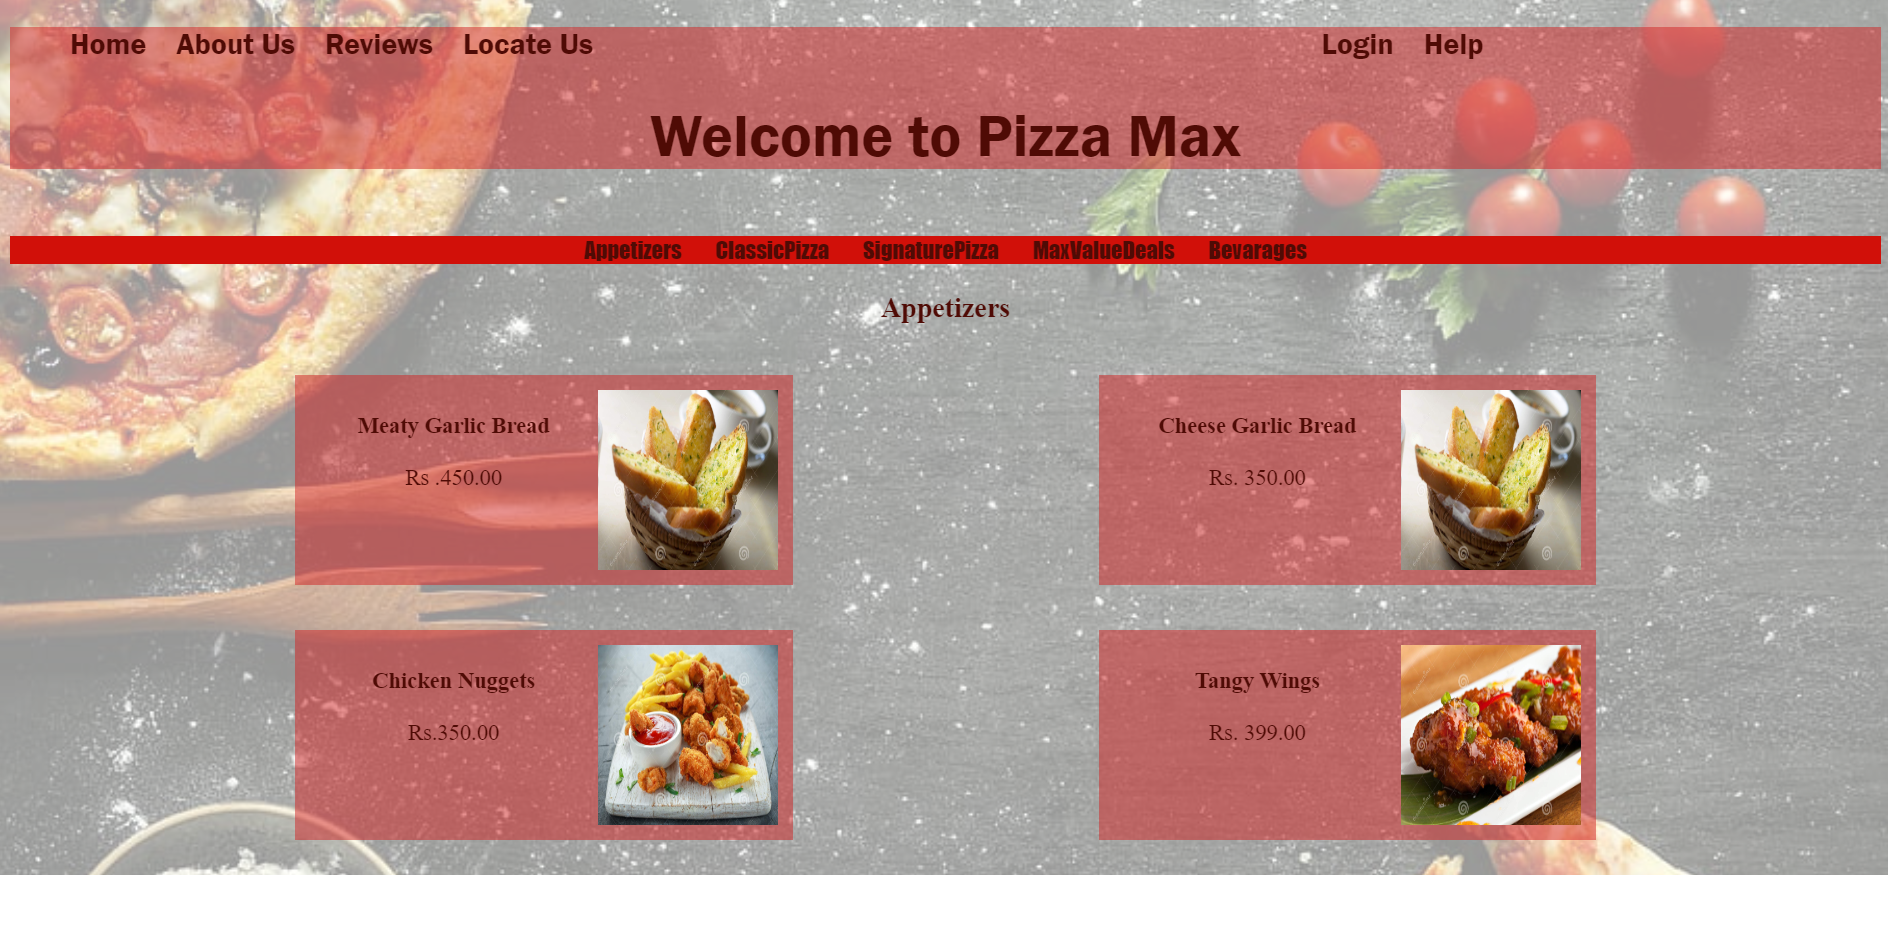 Home About Us Reviews Locate Us Login Help
Welcome to Pizza Max
Appetizers ClassicPizza SignaturePizza MaxValueDeals Bevarages
Appetizers
Meaty Garlic Bread
Rs .450.00
Cheese Garlic Bread
Rs. 350.00
Chicken Nuggets
Rs.350.00
Tangy Wings
Rs. 399.00